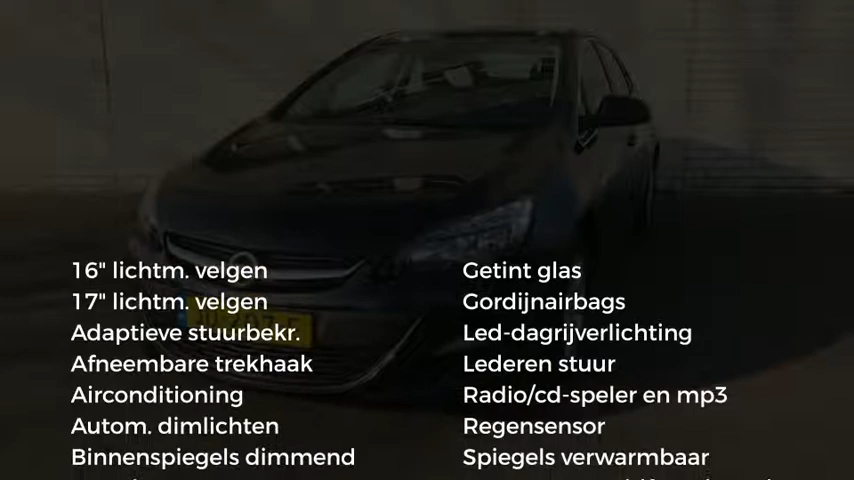 16" lichtm. velgen
17" lichtm. velgen
Adaptieve stuurbekr.
Afneembare trekhaak
Airconditioning
Autom. dimlichten
Binnenspiegels dimmend
Getint glas
Gordijnairbags
Led-dagrijverlichting
Lederen stuur
Radio/cd-speler en mp3
Regensensor
Spiegels verwarmbaar